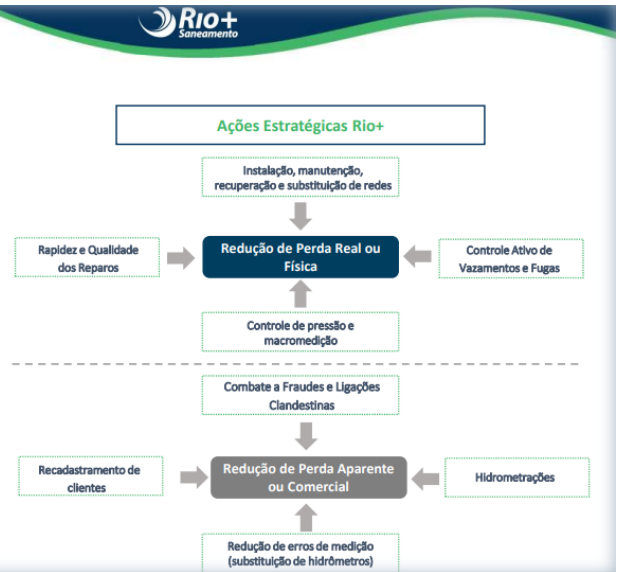 Rio+
Saneamento
Ações Estratégicas Rio+
Instalação, manutenção,
recuperação e substituição de redes
Rapidez e Qualidade
dos Reparos
Redução de Perda Real ou
Física
Controle Ativo de
Vazamentos e Fugas
Controle de pressão e
macromedição
Combate a Fraudes e Ligações
Clandestinas
Recadastramento de
clientes
Redução de Perda Aparente
ou Comercial
Hidrometrações
Redução de erros de medição
(substituição de hidrômetros)